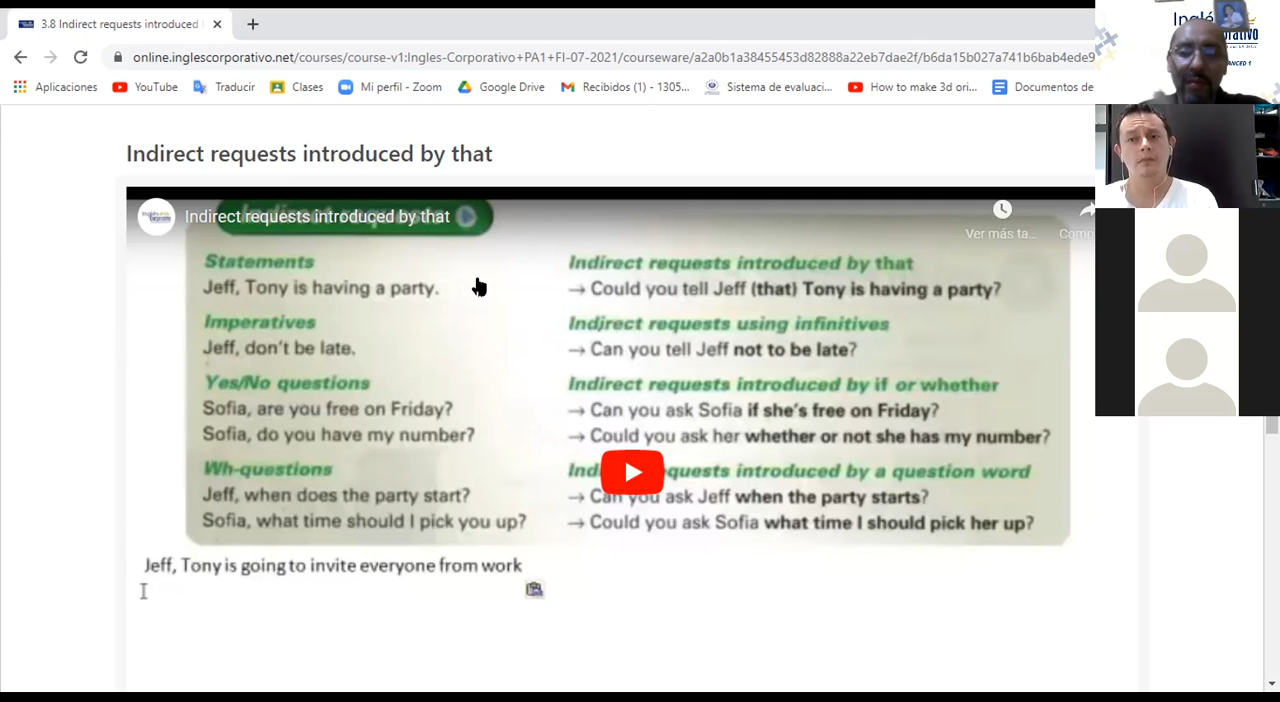 3.8 Indirect requests introduced
online.inglescorporativo.net/courses/course-v1:Ingles-Corporativo+PA1+FI-07-2021/courseware/a2a0b1a38455453d82888a22eb7dae2f/b6da15b027a741b6bab4ede9
Aplicaciones YouTube Traducir Clases Mi perfil - Zoom Google Drive Recibidos (1) - 1305... Sistema de evaluaci... How to make 3d ori... Documentos de
Indirect requests introduced by that
Indirect requests introduced by that
Ver más ta...
Statements
Jeff, Tony is having a party.
Imperatives
Jeff, don't be late.
Yes/No questions
Sofia, are you free on Friday?
Sofia, do you have my number?
Wh-questions
Jeff, when does the party start?
Sofia, what time should I pick you up?
Indirect requests introduced by that
→ Could you tell Jeff (that) Tony is having a party?
Indirect requests using infinitives
→ Can you tell Jeff not to be late?
Indirect requests introduced by if or whether
→ Can you ask Sofia if she's free on Friday?
→ Could you ask her whether or not she has my number?
requests introduced by a question word
→ Can you ask Jeff when the party starts?
→ Could you ask Sofia what time I should pick her up?
Jeff, Tony is going to invite everyone from work